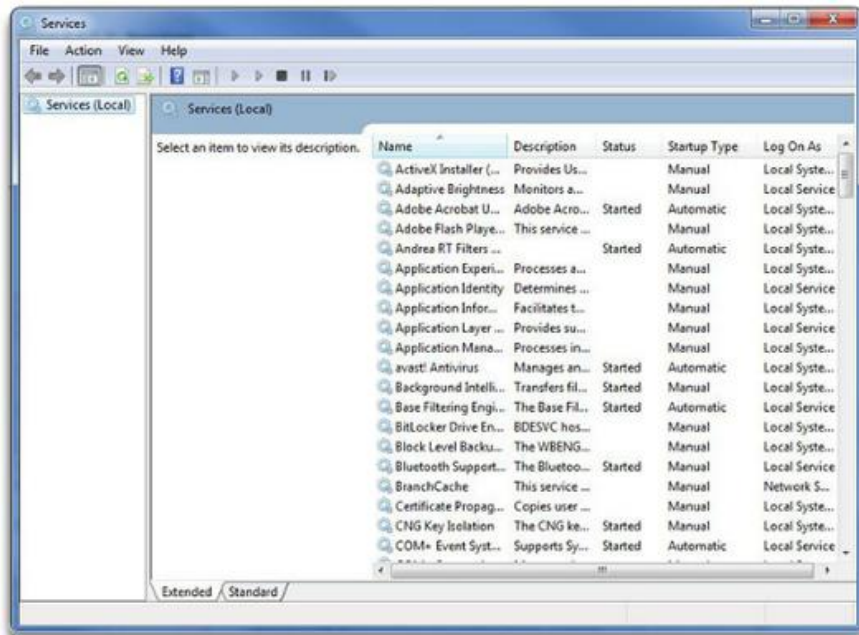 Services
File Action View Help
Services (Local)
Services (Local)
Select an item to view its description.
Name Description Status Startup Type Log On As
ActiveX Installer (... Provides Us... Manual Local Syste...
Adaptive Brightness Monitors a... Manual Local Service
Adobe Acrobat U... Adobe Acro... Started Automatic Local Syste...
Adobe Flash Playe... This service ... Manual Local Syste...
Andrea RT Filters ... Started Automatic Local Syste...
Application Experi... Processes a... Manual Local Syste...
Application Identity Determines ... Manual Local Service
Application Infor... Facilitates t... Manual Local Syste...
Application Layer ... Provides su... Manual Local Service
Application Mana... Processes in... Manual Local Syste...
avast! Antivirus Manages an... Started Automatic Local Syste...
Background Intelli... Transfers fil... Started Manual Local Syste...
Base Filtering Engi... The Base Fil... Started Automatic Local Service
BitLocker Drive En... BDESVC hos... Manual Local Syste...
Block Level Backu... The WBENG... Manual Local Syste...
Bluetooth Support... The Bluetoo... Started Manual Local Service
BranchCache This service ... Manual Network S...
Certificate Propag... Copies user ... Manual Local Syste...
CNG Key Isolation The CNG ke... Started Manual Local Syste...
COM+ Event Syst... Supports Sy... Started Automatic Local Service
Extended Standard